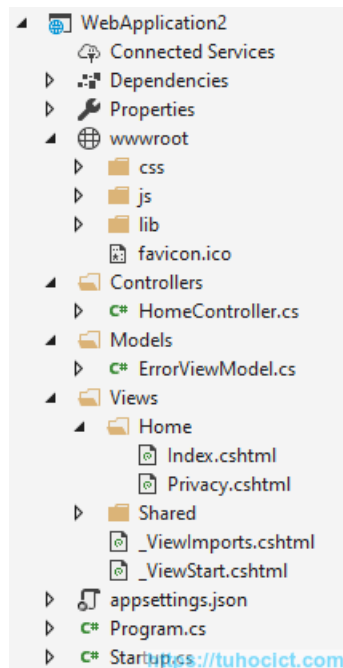 WebApplication2
Connected Services
Dependencies
Properties
wwwroot
css
js
lib
favicon.ico
Controllers
C# HomeController.cs
Models
C# ErrorViewModel.cs
Views
Home
Index.cshtml
Privacy.cshtml
Shared
_ViewImports.cshtml
_ViewStart.cshtml
appsettings.json
C# Program.cs
C# Startup.cs
https://tuhocict.com